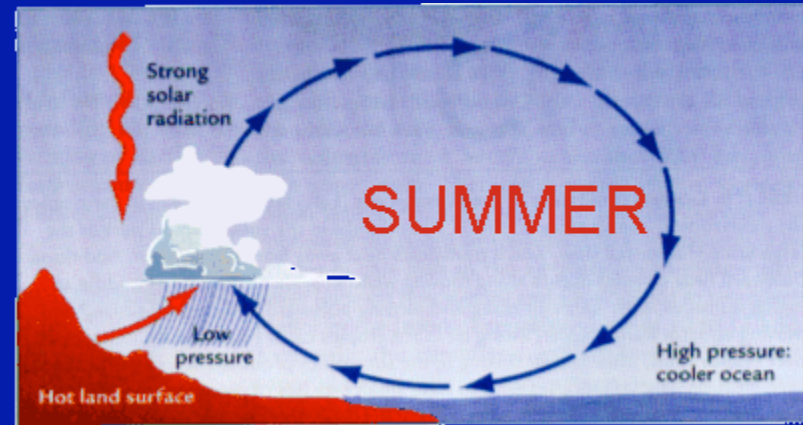 Strong
solar
radiation
SUMMER
Low
pressure
High pressure:
cooler ocean
Hot land surface